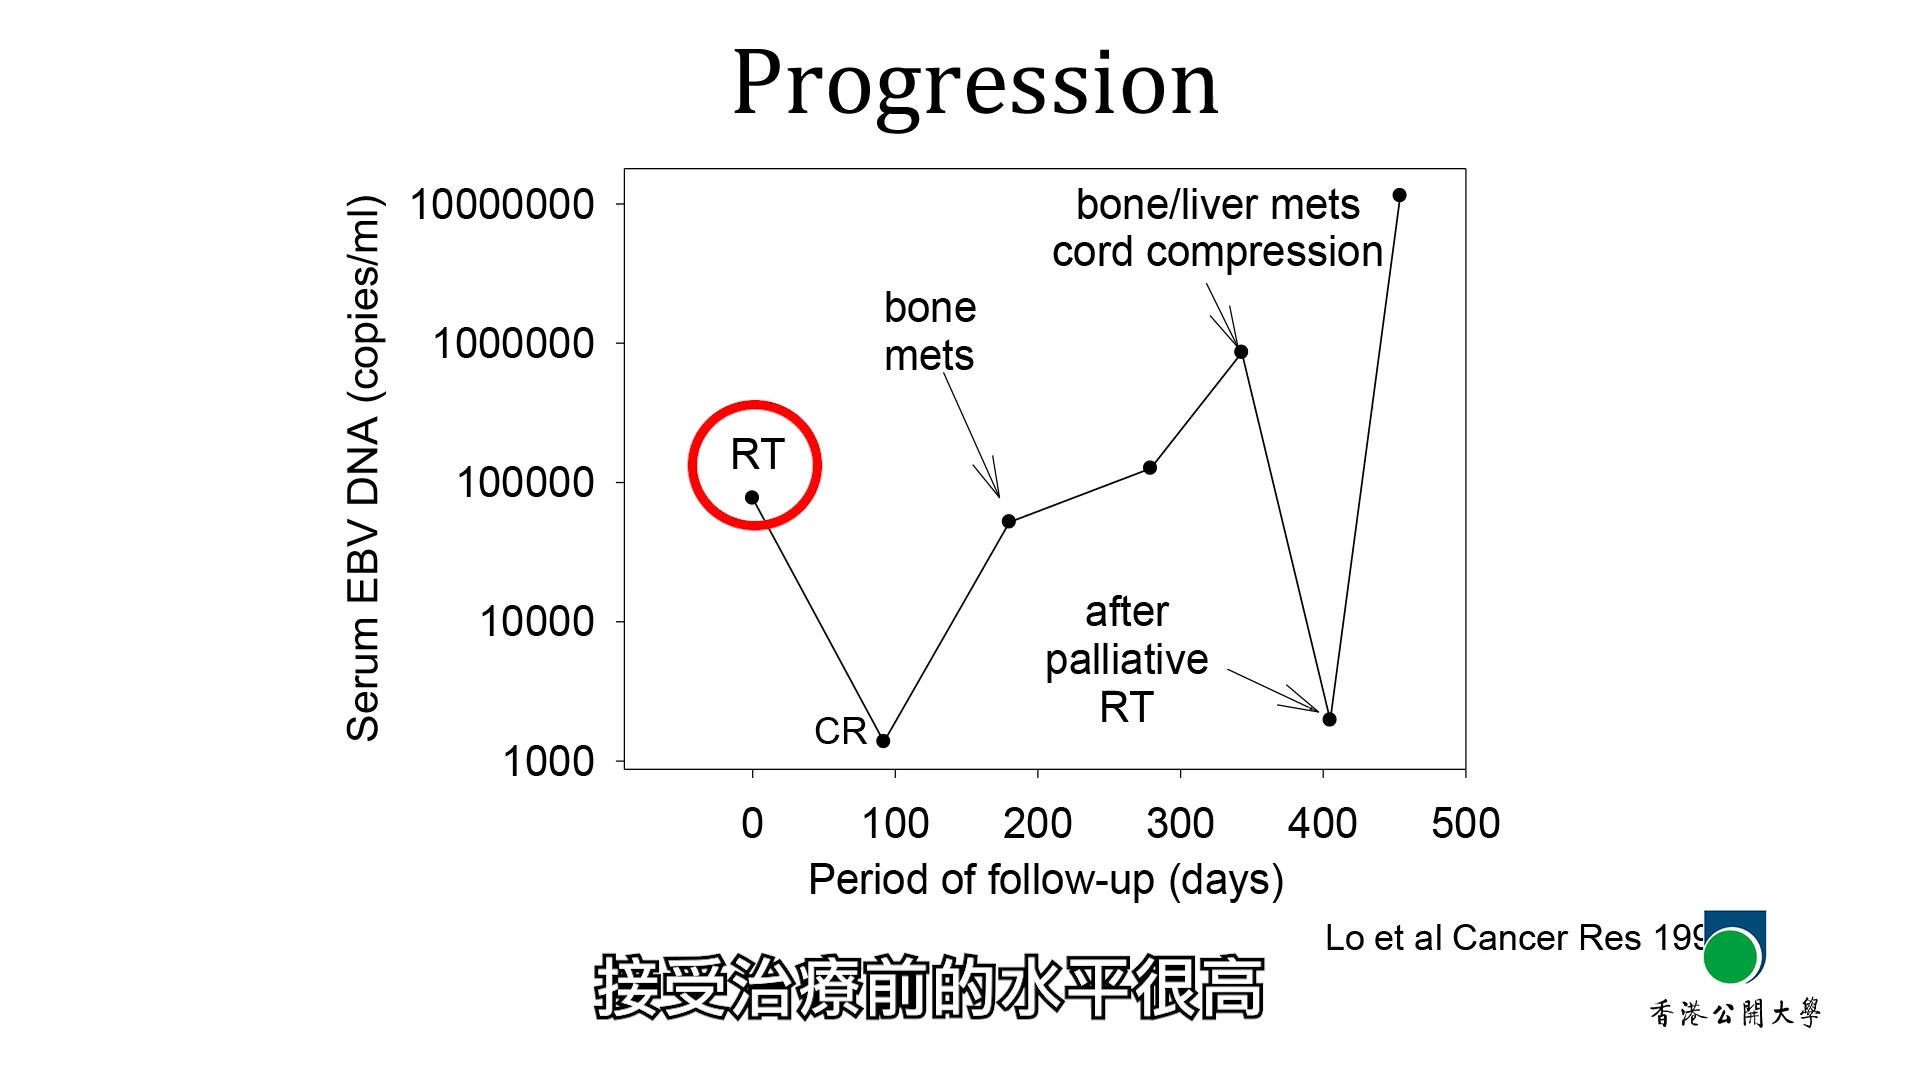 Progression
Serum EBV DNA (copies/ml)
10000000
1000000
100000
10000
1000
bone/liver mets
cord compression
bone
mets
RT
after
palliative
RT
CR
0 100 200 300 400 500
Period of follow-up (days)
Lo et al Cancer Res
接受治療前的水平很高
香港公開大學